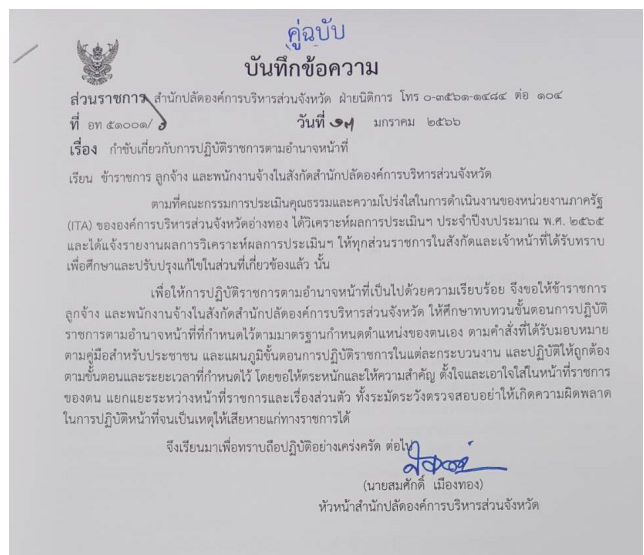 คู่ฉบับ
บันทึกข้อความ
ส่วนราชการ สำนักปลัดองค์การบริหารส่วนจังหวัด ฝ่ายนิติการ โทร ๐-๓๕๖๑-๑๔๘๔ ต่อ ๑๐๔
ที่ อท ๕๑๐๐๑/ วันที่ มกราคม ๒๕๖๖
เรื่อง กำชับเกี่ยวกับการปฏิบัติราชการตามอำนาจหน้าที่
เรียน ข้าราชการ ลูกจ้าง และพนักงานจ้างในสังกัดสำนักปลัดองค์การบริหารส่วนจังหวัด
ตามที่คณะกรรมการประเมินคุณธรรมและความโปร่งใสในการดำเนินงานของหน่วยงานภาครัฐ
(ITA) ขององค์การบริหารส่วนจังหวัดอ่างทอง ได้วิเคราะห์ผลการประเมินฯ ประจำปีงบประมาณ พ.ศ. ๒๕๖๕
และได้แจ้งรายงานผลการวิเคราะห์ผลการประเมินฯ ให้ทุกส่วนราชการในสังกัดและเจ้าหน้าที่ได้รับทราบ
เพื่อศึกษาและปรับปรุงแก้ไขในส่วนที่เกี่ยวข้องแล้ว นั้น
เพื่อให้การปฏิบัติราชการตามอำนาจหน้าที่เป็นไปด้วยความเรียบร้อย จึงขอให้ข้าราชการ
ลูกจ้าง และพนักงานจ้างในสังกัดสำนักปลัดองค์การบริหารส่วนจังหวัด ให้ศึกษาทบทวนขั้นตอนการปฏิบัติ
ราชการตามอำนาจหน้าที่ที่กำหนดไว้ตามมาตรฐานกำหนดตำแหน่งของตนเอง ตามคำสั่งที่ได้รับมอบหมาย
ตามคู่มือสำหรับประชาชน และแผนภูมิขั้นตอนการปฏิบัติราชการในแต่ละกระบวนงาน และปฏิบัติให้ถูกต้อง
ตามขั้นตอนและระยะเวลาที่กำหนดไว้ โดยขอให้ตระหนักและให้ความสำคัญ ตั้งใจและเอาใจใส่ในหน้าที่ราชการ
ของตน แยกแยะระหว่างหน้าที่ราชการและเรื่องส่วนตัว ทั้งระมัดระวังตรวจสอบอย่าให้เกิดความผิดพลาด
ในการปฏิบัติหน้าที่จนเป็นเหตุให้เสียหายแก่ทางราชการได้
จึงเรียนมาเพื่อทราบถือปฏิบัติอย่างเคร่งครัด ต่อไป
(นายสมศักดิ์ เมืองทอง)
หัวหน้าสำนักปลัดองค์การบริหารส่วนจังหวัด